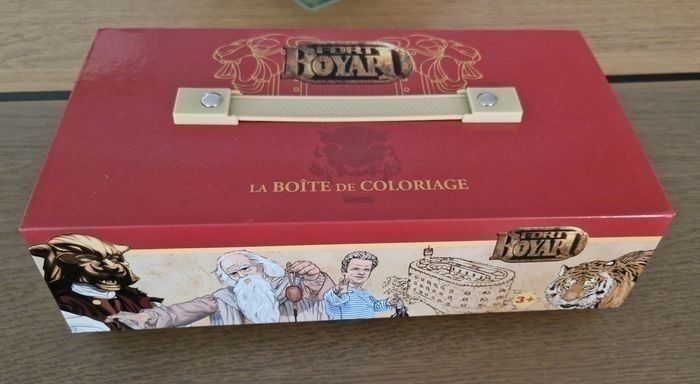 FORT
BOYARD
LA BOÎTE DE COLORIAGE
FORT
BOYARD
3+